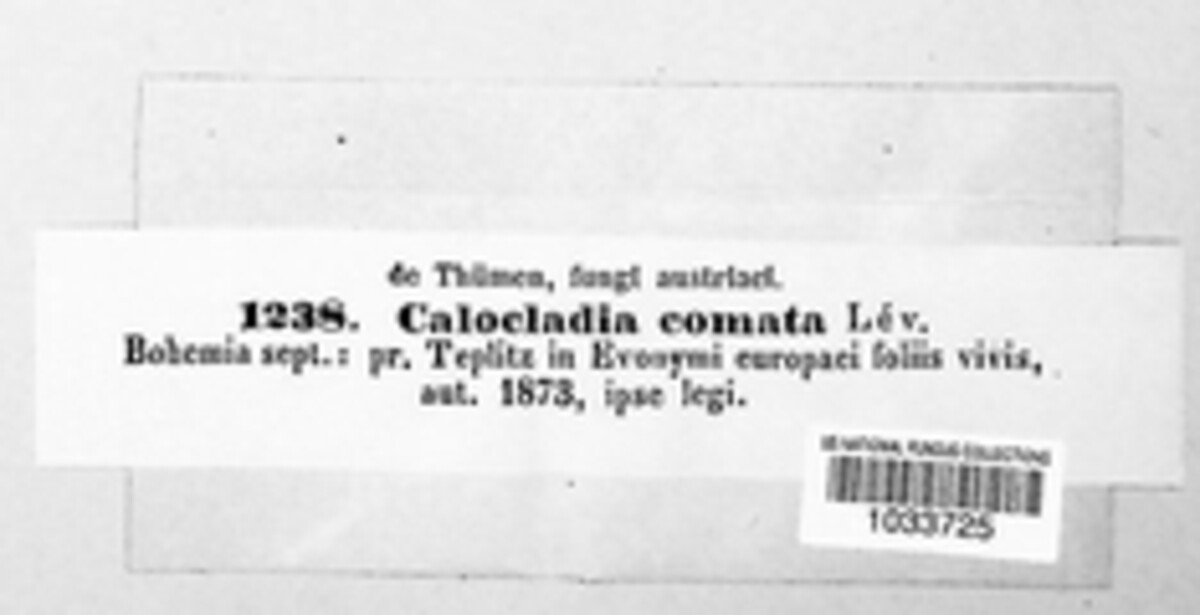 de Thümen, fungi austriaci.
1238. Calocladia comata Lév.
Bohemia sept.: pr. Teplitz in Evonymi europaei foliis vivis,
aut. 1873, ipse legi.
US NATIONAL FUNGUS COLLECTIONS
1033725